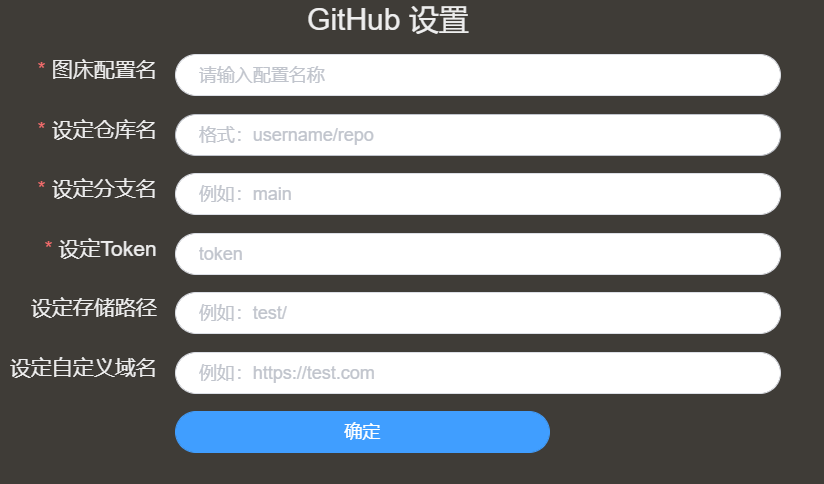 GitHub 设置
* 图床配置名 请输入配置名称
* 设定仓库名 格式：username/repo
* 设定分支名 例如：main
* 设定Token token
设定存储路径 例如：test/
设定自定义域名 例如：https://test.com
确定